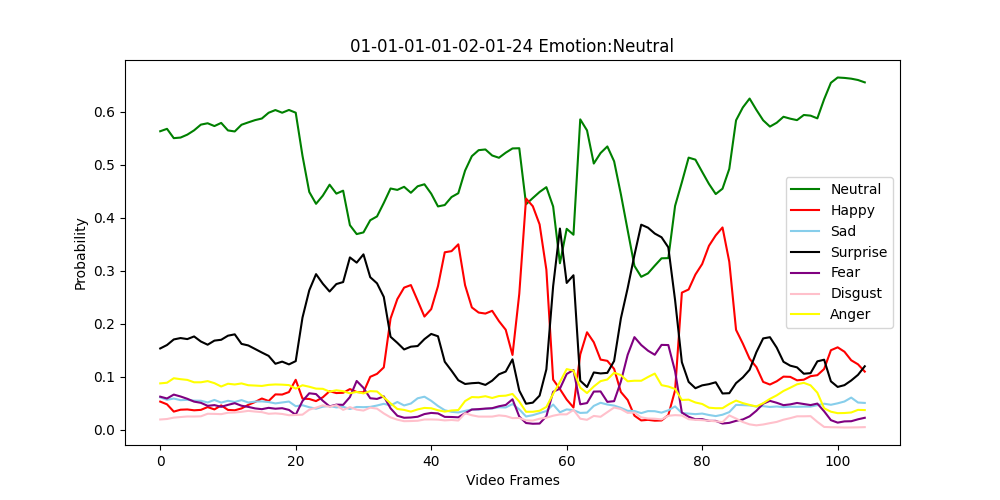 01-01-01-01-02-01-24 Emotion:Neutral
Probability
0.6
0.5
0.4
0.3
0.2
0.1
0.0
Neutral
Happy
Sad
Surprise
Fear
Disgust
Anger
0 20 40 60 80 100
Video Frames